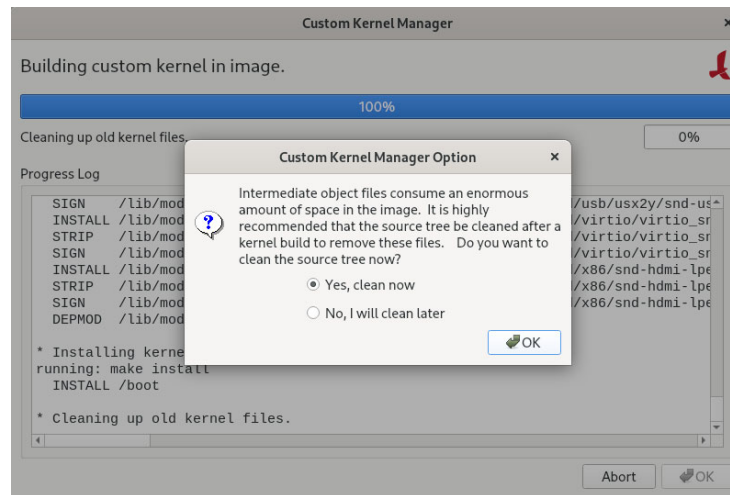 Custom Kernel Manager
Building custom kernel in image.
100%
Cleaning up old kernel files.
0%
Progress Log
Custom Kernel Manager Option
Intermediate object files consume an enormous
amount of space in the image. It is highly
recommended that the source tree be cleaned after a
kernel build to remove these files. Do you want to
clean the source tree now?
Yes, clean now
No, I will clean later
OK
SIGN /lib/mod /usb/usx2y/snd-us
INSTALL /lib/mod /virtio/virtio_sn
STRIP /lib/mod /virtio/virtio_sn
SIGN /lib/mod /virtio/virtio_sn
INSTALL /lib/mod /x86/snd-hdmi-lpe
STRIP /lib/mod /x86/snd-hdmi-lpe
SIGN /lib/mod /x86/snd-hdmi-lpe
DEPMOD /lib/mod
* Installing kerne
running: make install
INSTALL /boot
* Cleaning up old kernel files.
Abort
OK